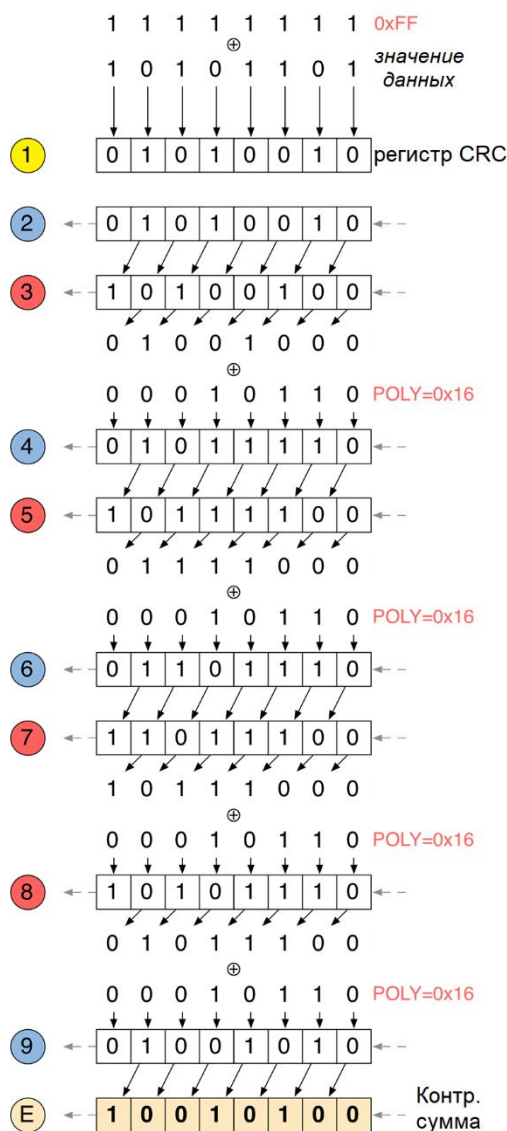 1 1 1 1 1 1 1 1 0xFF
⊕
1 0 1 0 1 1 0 1 значение данных
1 0 1 0 1 0 0 1 0 регистр CRC
2 0 1 0 1 0 0 1 0
3 1 0 1 0 0 1 0 0
0 1 0 0 1 0 0 0
⊕
0 0 0 1 0 1 1 0 POLY=0x16
4 0 1 0 1 1 1 1 0
5 1 0 1 1 1 1 0 0
0 1 1 1 1 0 0 0
⊕
0 0 0 1 0 1 1 0 POLY=0x16
6 0 1 1 0 1 1 1 0
7 1 1 0 1 1 1 0 0
1 0 1 1 1 0 0 0
⊕
0 0 0 1 0 1 1 0 POLY=0x16
8 1 0 1 0 1 1 1 0
0 1 0 1 1 1 0 0
⊕
0 0 0 1 0 1 1 0 POLY=0x16
9 0 1 0 0 1 0 1 0
E 1 0 0 1 0 1 0 0 Контр. сумма